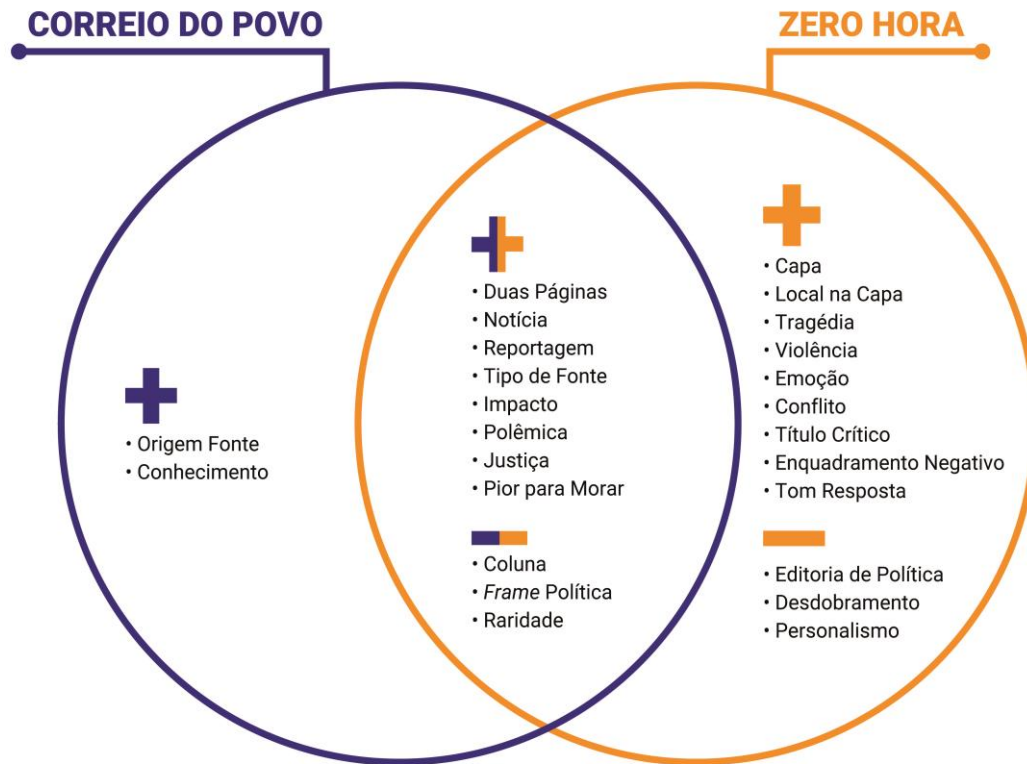 CORREIO DO POVO
ZERO HORA
• Origem Fonte
• Conhecimento
• Duas Páginas
• Notícia
• Reportagem
• Tipo de Fonte
• Impacto
• Polêmica
• Justiça
• Pior para Morar
• Coluna
• Frame Política
• Raridade
• Capa
• Local na Capa
• Tragédia
• Violência
• Emoção
• Conflito
• Título Crítico
• Enquadramento Negativo
• Tom Resposta
• Editoria de Política
• Desdobramento
• Personalismo